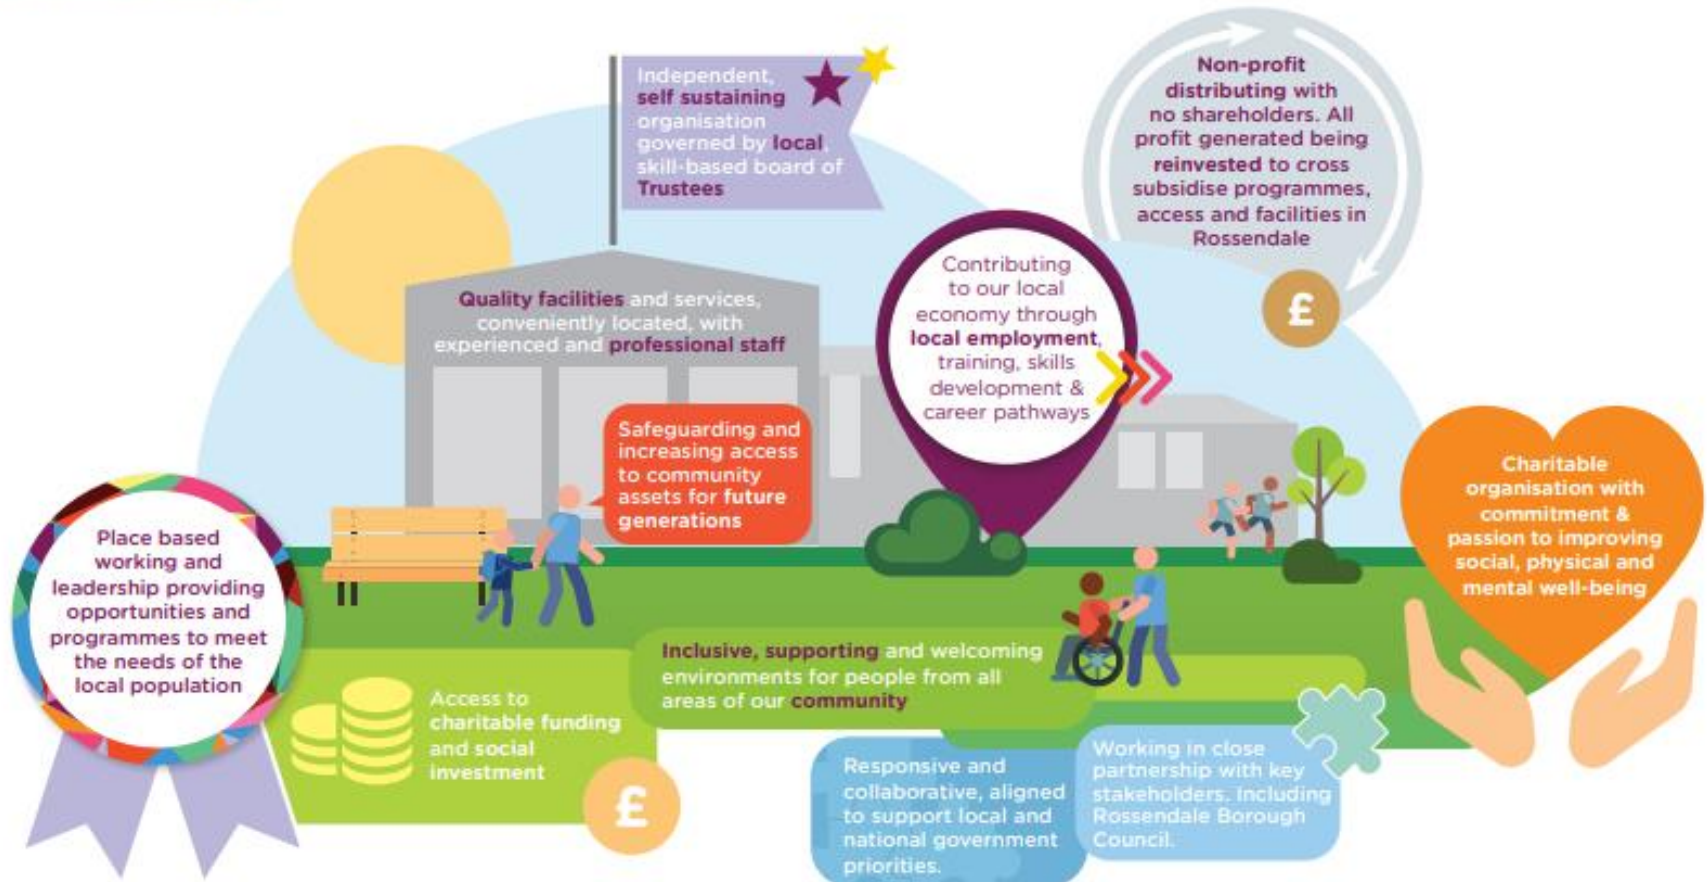 Independent,
self sustaining
organisation
governed by local,
skill-based board of
Trustees
Non-profit
distributing with
no shareholders. All
profit generated being
reinvested to cross
subsidise programmes,
access and facilities in
Rossendale
£
Quality facilities and services,
conveniently located, with
experienced and professional staff
Contributing
to our local
economy through
local employment,
training, skills
development &
career pathways
Safeguarding and
increasing access
to community
assets for future
generations
Charitable
organisation with
commitment &
passion to improving
social, physical and
mental well-being
Place based
working and
leadership providing
opportunities and
programmes to meet
the needs of the
local population
Inclusive, supporting and welcoming
environments for people from all
areas of our community
Access to
charitable funding
and social
investment
£
Responsive and
collaborative, aligned
to support local and
national government
priorities.
Working in close
partnership with key
stakeholders. Including
Rossendale Borough
Council.